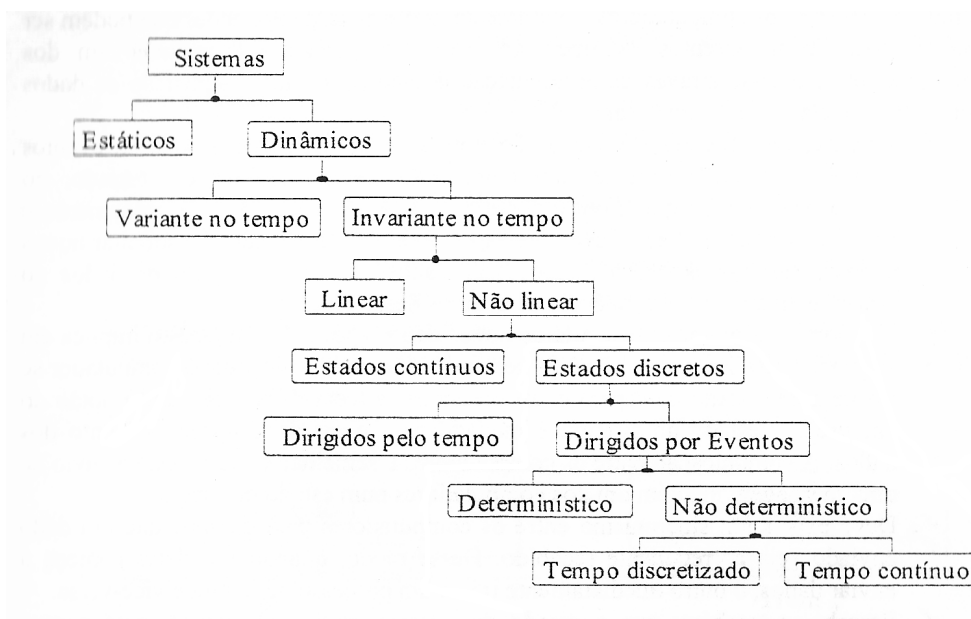 Sistemas
Estáticos
Dinâmicos
Variante no tempo
Invariante no tempo
Linear
Não linear
Estados contínuos
Estados discretos
Dirigidos pelo tempo
Dirigidos por Eventos
Determinístico
Não determinístico
Tempo discretizado
Tempo contínuo